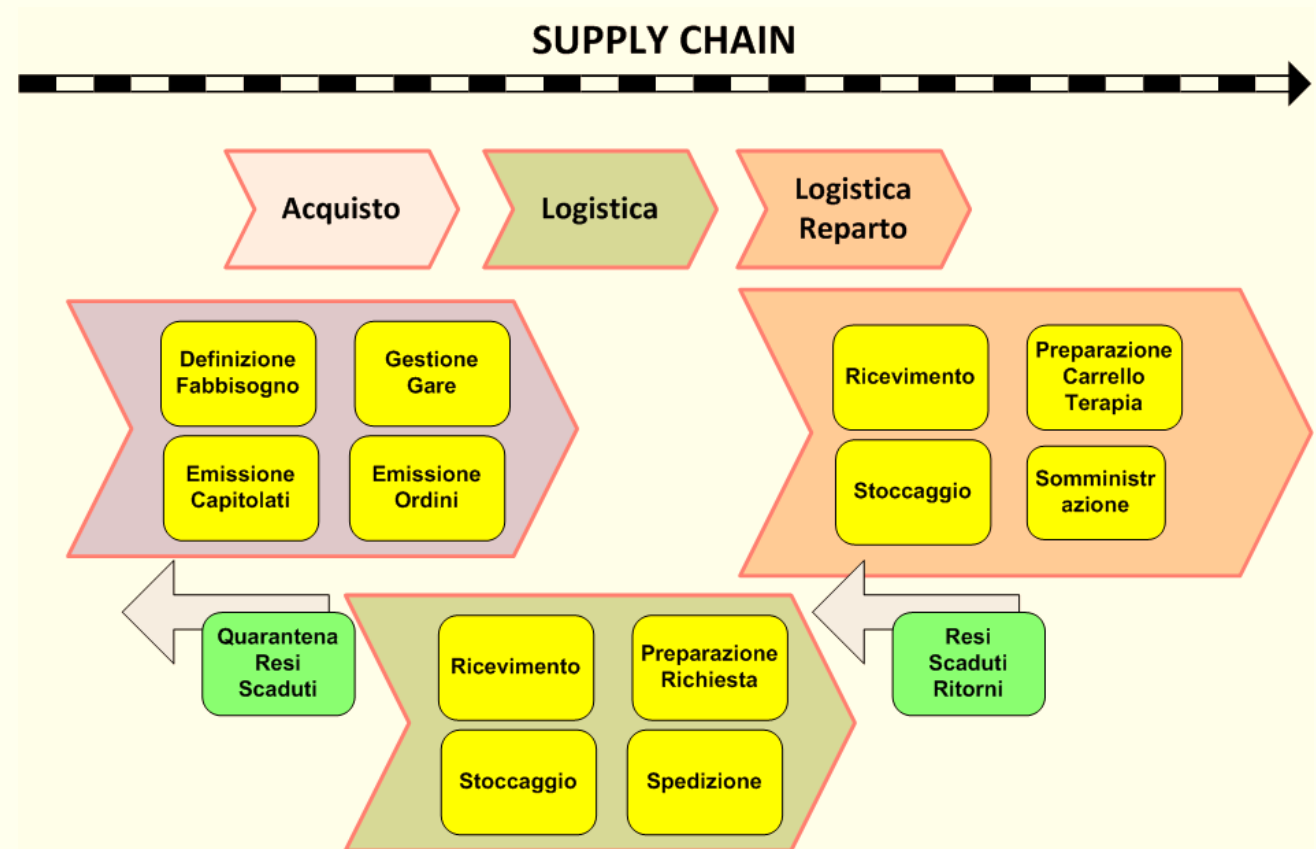 SUPPLY CHAIN
Acquisto
Logistica
Logistica
Reparto
Definizione
Fabbisogno
Gestione
Gare
Emissione
Capitolati
Emissione
Ordini
Ricevimento
Preparazione
Carrello
Terapia
Stoccaggio
Somministr
azione
Quarantena
Resi
Scaduti
Ricevimento
Preparazione
Richiesta
Stoccaggio
Spedizione
Resi
Scaduti
Ritorni